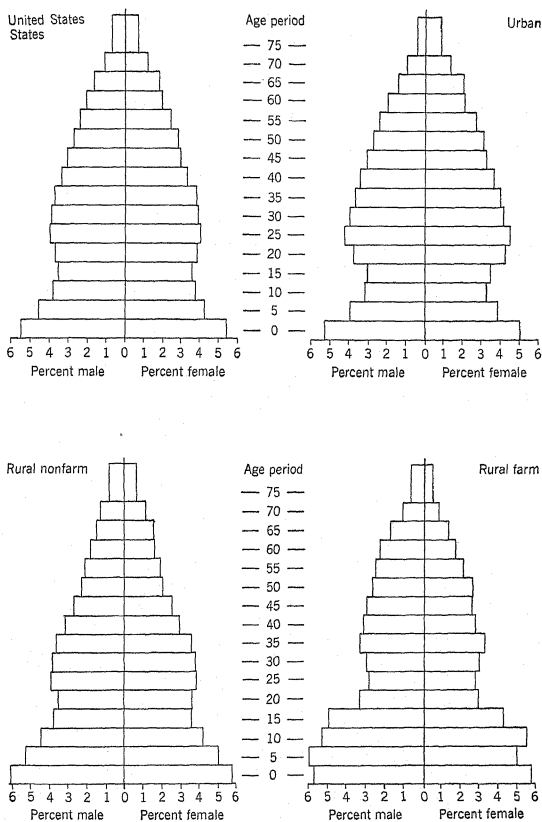 United States
States
Age period
Urban
75
70
65
60
55
50
45
40
35
30
25
20
15
10
5
0
6 5 4 3 2 1 0 1 2 3 4 5 6
Percent male Percent female
6 5 4 3 2 1 0 1 2 3 4 5 6
Percent male Percent female
Rural nonfarm
Age period
Rural farm
75
70
65
60
55
50
45
40
35
30
25
20
15
10
5
0
6 5 4 3 2 1 0 1 2 3 4 5 6
Percent male Percent female
6 5 4 3 2 1 0 1 2 3 4 5 6
Percent male Percent female